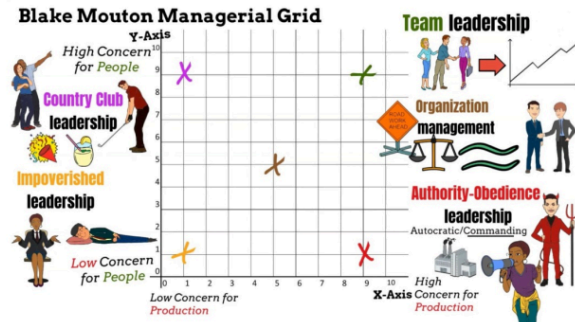 Blake Mouton Managerial Grid
Y-Axis
High Concern
for People
Country Club
leadership
Impoverished
leadership
Low Concern
for People
10
9
8
7
6
5
4
3
2
1
0
0 1 2 3 4 5 6 7 8 9 10
Low Concern for
Production
X-Axis
High
Concern for
Production
Team leadership
ROAD
WORK
AHEAD
Organization
management
Authority-Obedience
leadership
Autocratic/Commanding